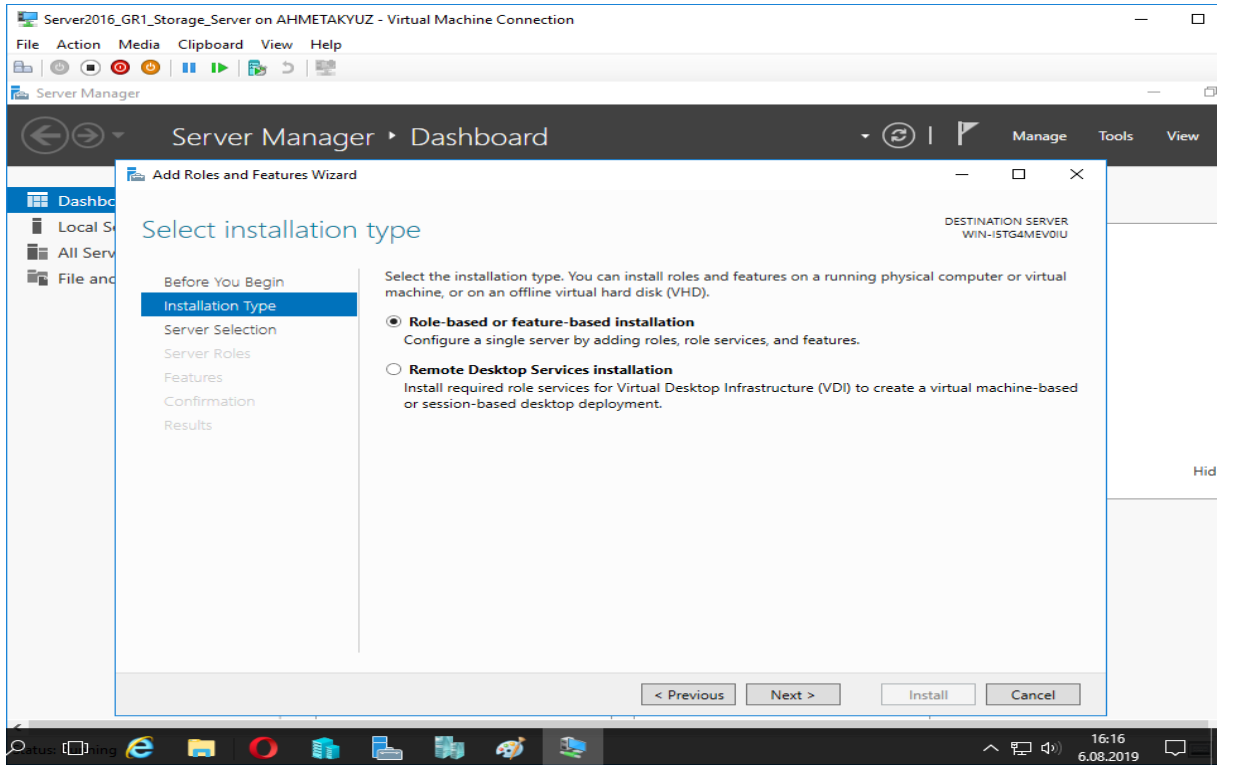 Server2016_GR1_Storage_Server on AHMETAKYUZ - Virtual Machine Connection
File Action Media Clipboard View Help
Server Manager
Server Manager ‣ Dashboard
Manage Tools View
Add Roles and Features Wizard
Dashbc
Local Se
All Serv
File and
Select installation type
DESTINATION SERVER
WIN-I5TG4MEV0IU
Before You Begin
Installation Type
Server Selection
Server Roles
Features
Confirmation
Results
Select the installation type. You can install roles and features on a running physical computer or virtual
machine, or on an offline virtual hard disk (VHD).
Role-based or feature-based installation
Configure a single server by adding roles, role services, and features.
Remote Desktop Services installation
Install required role services for Virtual Desktop Infrastructure (VDI) to create a virtual machine-based
or session-based desktop deployment.
Hid
< Previous Next > Install Cancel
16:16
6.08.2019